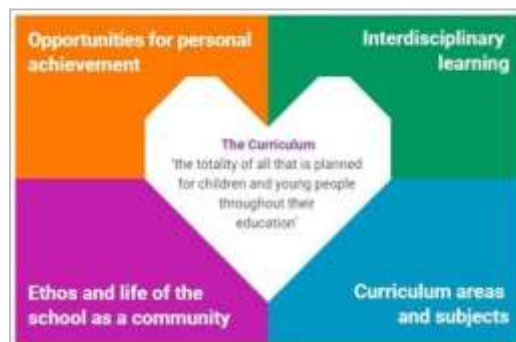 Opportunities for personal
achievement
Interdisciplinary
learning
The Curriculum
'the totality of all that is planned
for children and young people
throughout their
education'
Ethos and life of the
school as a community
Curriculum areas
and subjects